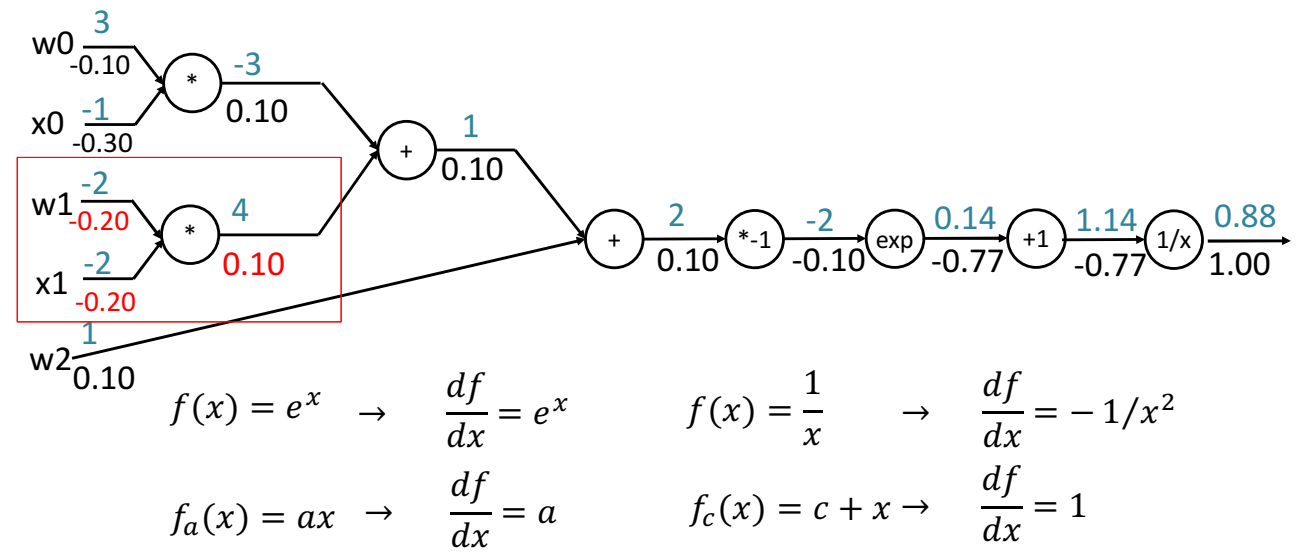 w0 3 -0.10
x0 -1 -0.30
* -3 0.10
w1 -2 -0.20
x1 -2 -0.20
* 4 0.10
w2 1 0.10
+ 1 0.10
+ 2 0.10
*-1 -2 -0.10
exp 0.14 -0.77
+1 1.14 -0.77
1/x 0.88 1.00
f(x) = e^x → df/dx = e^x
f(x) = 1/x → df/dx = − 1/x²
f_a(x) = ax → df/dx = a
f_c(x) = c + x → df/dx = 1